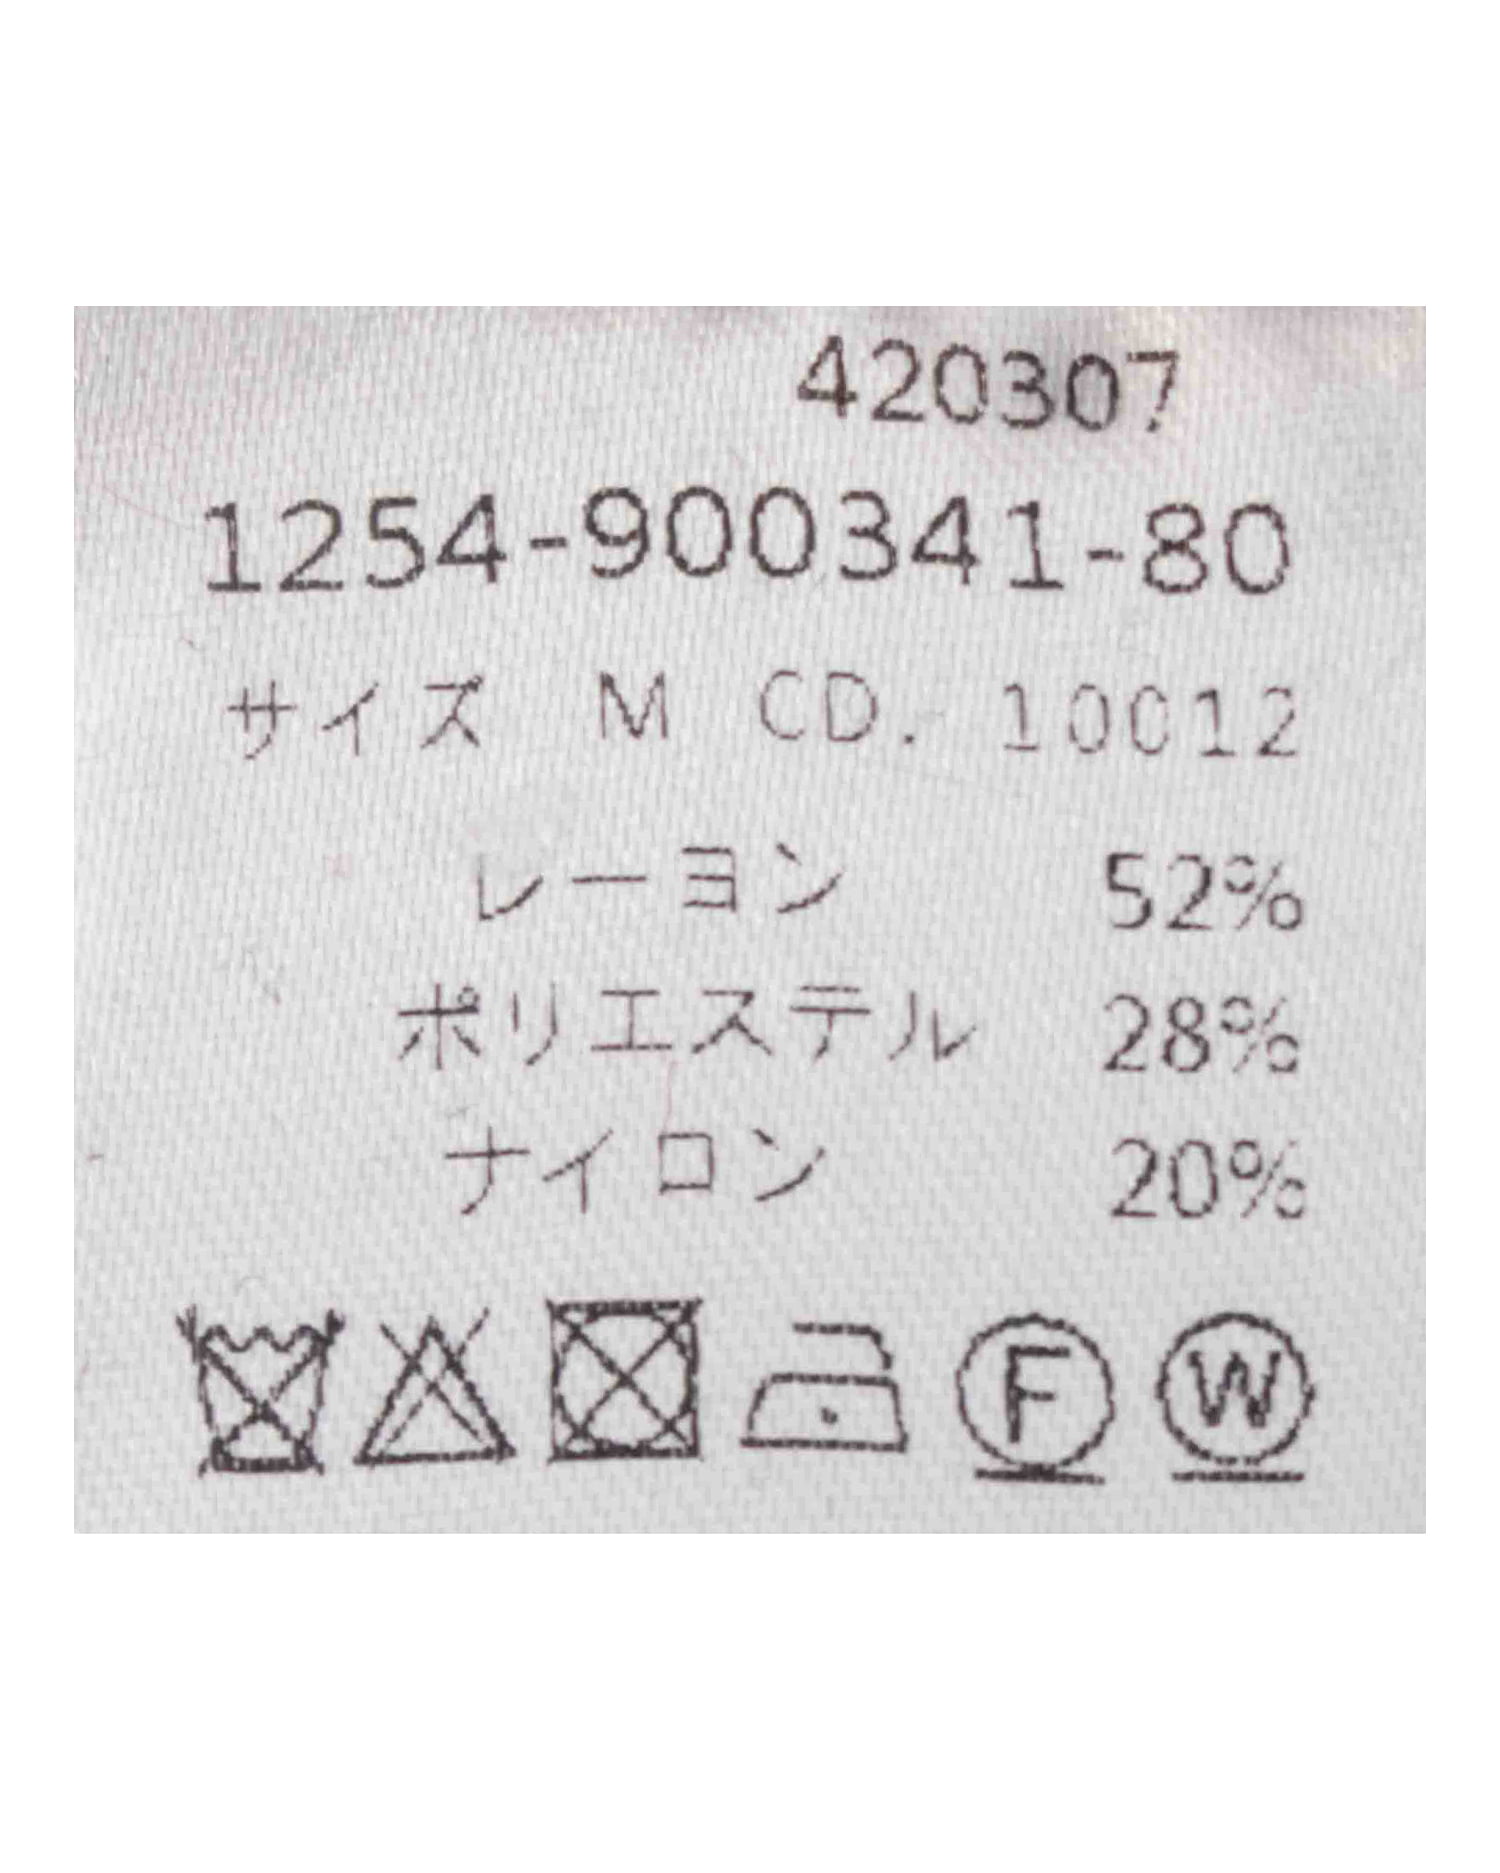 420307
1254-900341-80
サイズ M CD. 10012
レーヨン 52%
ポリエステル 28%
ナイロン 20%
F W